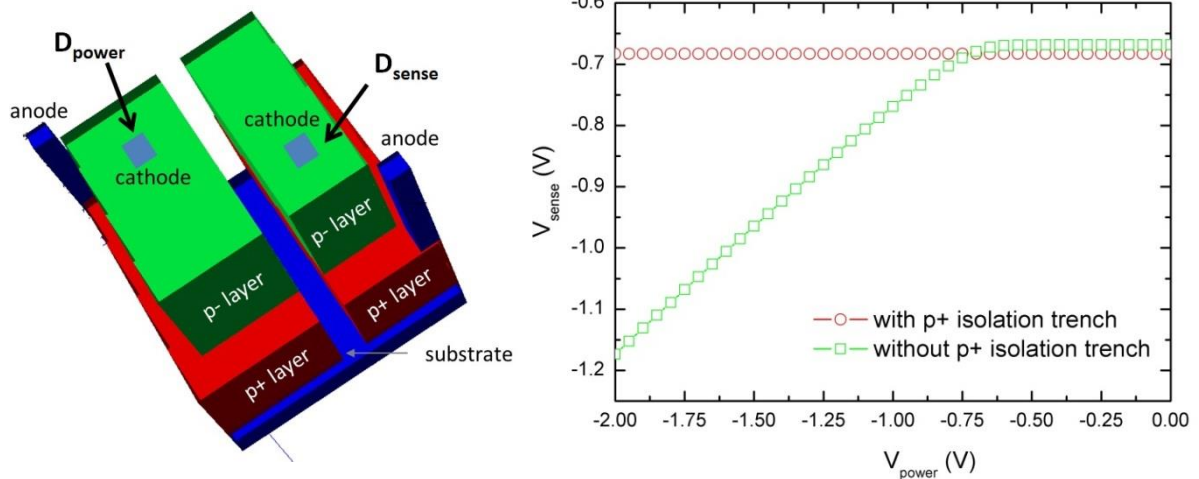 D_power
D_sense
anode
cathode
anode
cathode
p- layer
p- layer
p+ layer
p+ layer
substrate
-0.6
-0.7
-0.8
-0.9
-1.0
-1.1
-1.2
V_sense (V)
with p+ isolation trench
without p+ isolation trench
-2.00 -1.75 -1.50 -1.25 -1.00 -0.75 -0.50 -0.25 0.00
V_power (V)